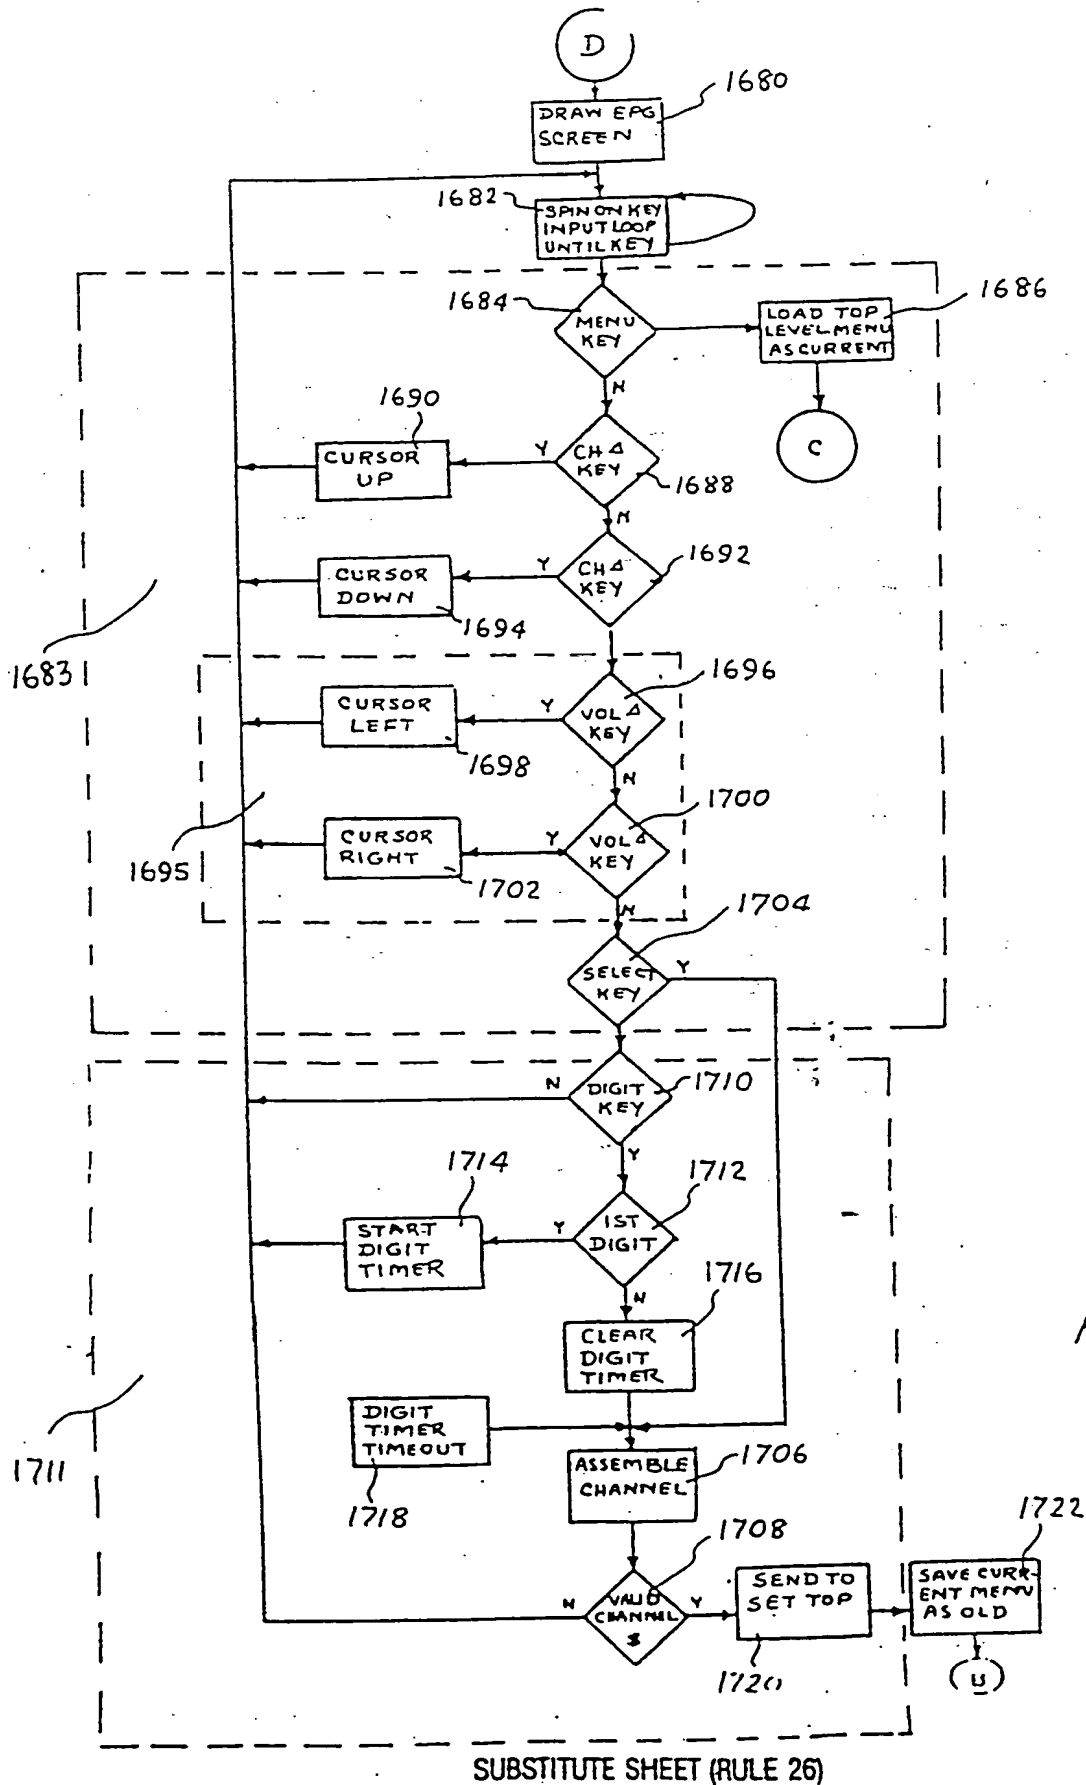 D
1680
DRAW EPG
SCREEN
1682
SPIN ON KEY
INPUT LOOP
UNTIL KEY
1684
MENU
KEY
1686
LOAD TOP
LEVEL MENU
AS CURRENT
N
C
1690
CURSOR
UP
Y
CH Δ
KEY
1688
N
CURSOR
DOWN
1694
Y
CH Δ
KEY
1692
1683
1696
CURSOR
LEFT
1698
Y
VOL Δ
KEY
N
1700
CURSOR
RIGHT
1702
Y
VOL Δ
KEY
1695
N
1704
SELECT
KEY
Y
N
DIGIT
KEY
1710
Y
1714
1712
START
DIGIT
TIMER
Y
1ST
DIGIT
N
1716
CLEAR
DIGIT
TIMER
DIGIT
TIMER
TIMEOUT
1718
1711
ASSEMBLE
CHANNEL
1706
1708
N
VALID
CHANNEL
Y
SEND TO
SET TOP
1720
1722
SAVE CURR-
ENT MENU
AS OLD
SUBSTITUTE SHEET (RULE 26)